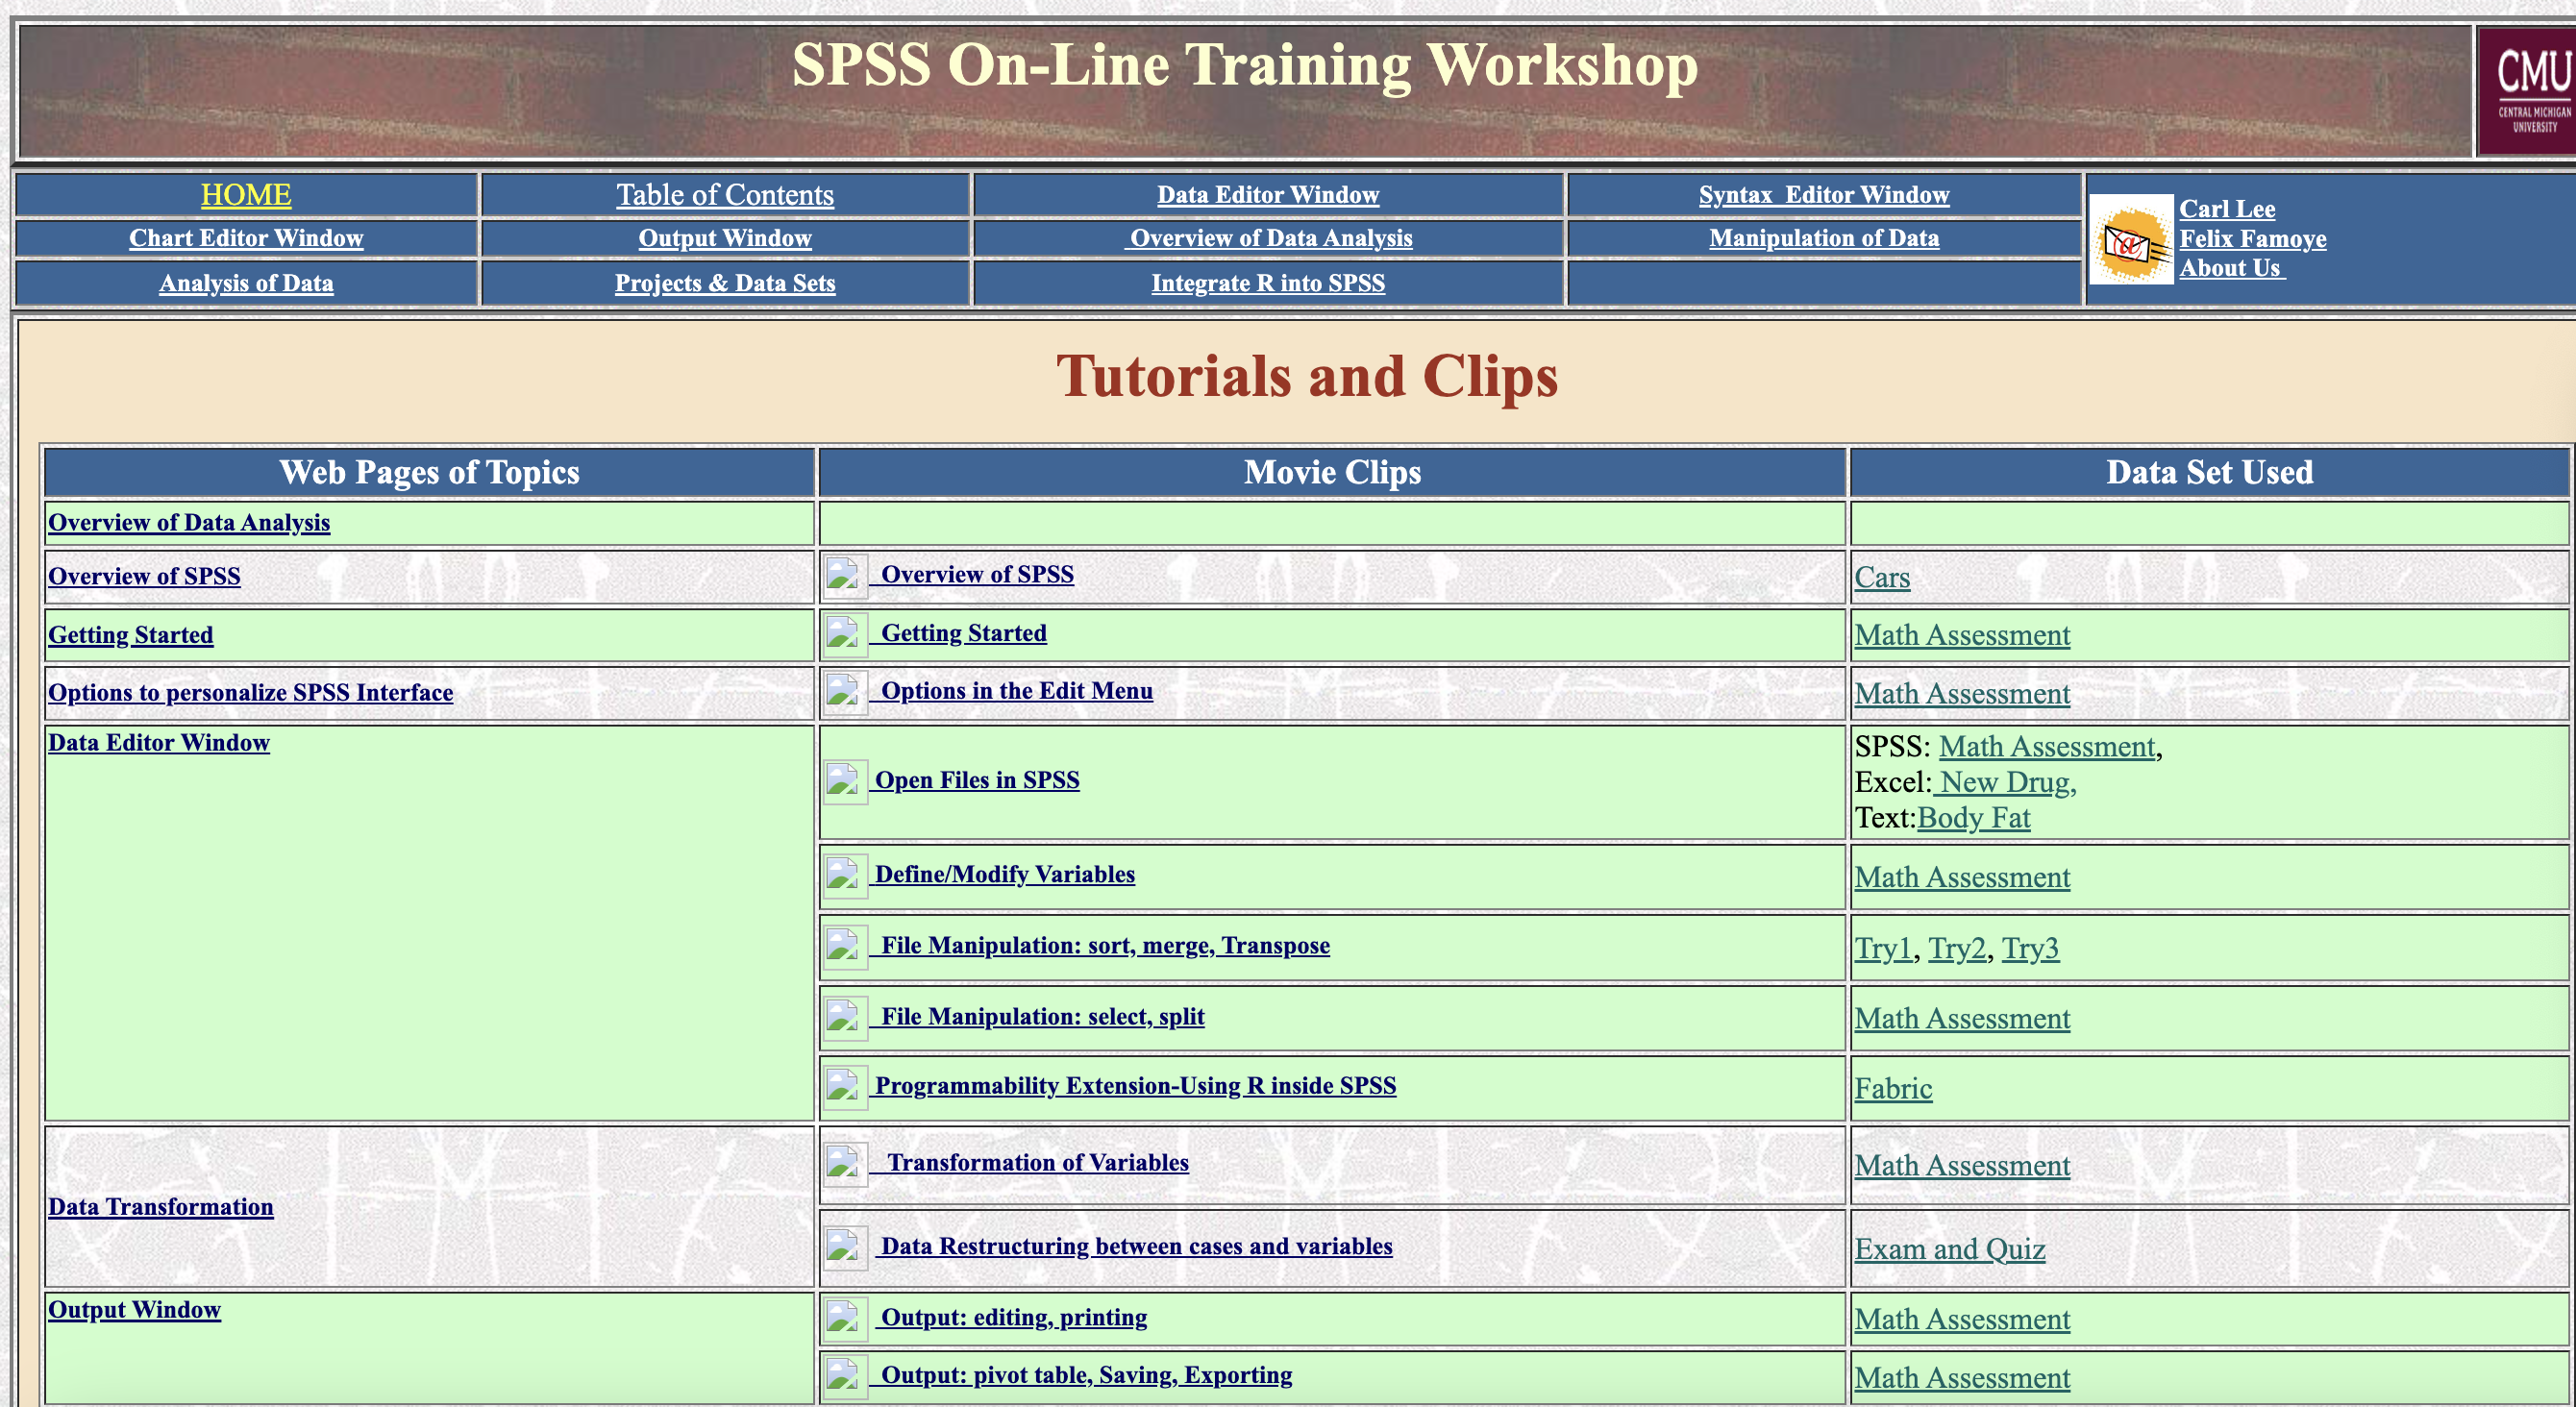 SPSS On-Line Training Workshop
CMU
CENTRAL MICHIGAN
UNIVERSITY
HOME
Table of Contents
Data Editor Window
Syntax  Editor Window
Chart Editor Window
Output Window
Overview of Data Analysis
Manipulation of Data
Analysis of Data
Projects & Data Sets
Integrate R into SPSS
@
Carl Lee
Felix Famoye
About Us
Tutorials and Clips
Web Pages of Topics
Movie Clips
Data Set Used
Overview of Data Analysis
Overview of SPSS
Overview of SPSS
Cars
Getting Started
Getting Started
Math Assessment
Options to personalize SPSS Interface
Options in the Edit Menu
Math Assessment
Data Editor Window
Open Files in SPSS
SPSS: Math Assessment,
Excel: New Drug,
Text:Body Fat
Define/Modify Variables
Math Assessment
File Manipulation: sort, merge, Transpose
Try1, Try2, Try3
File Manipulation: select, split
Math Assessment
Programmability Extension-Using R inside SPSS
Fabric
Data Transformation
Transformation of Variables
Math Assessment
Data Restructuring between cases and variables
Exam and Quiz
Output Window
Output: editing, printing
Math Assessment
Output: pivot table, Saving, Exporting
Math Assessment